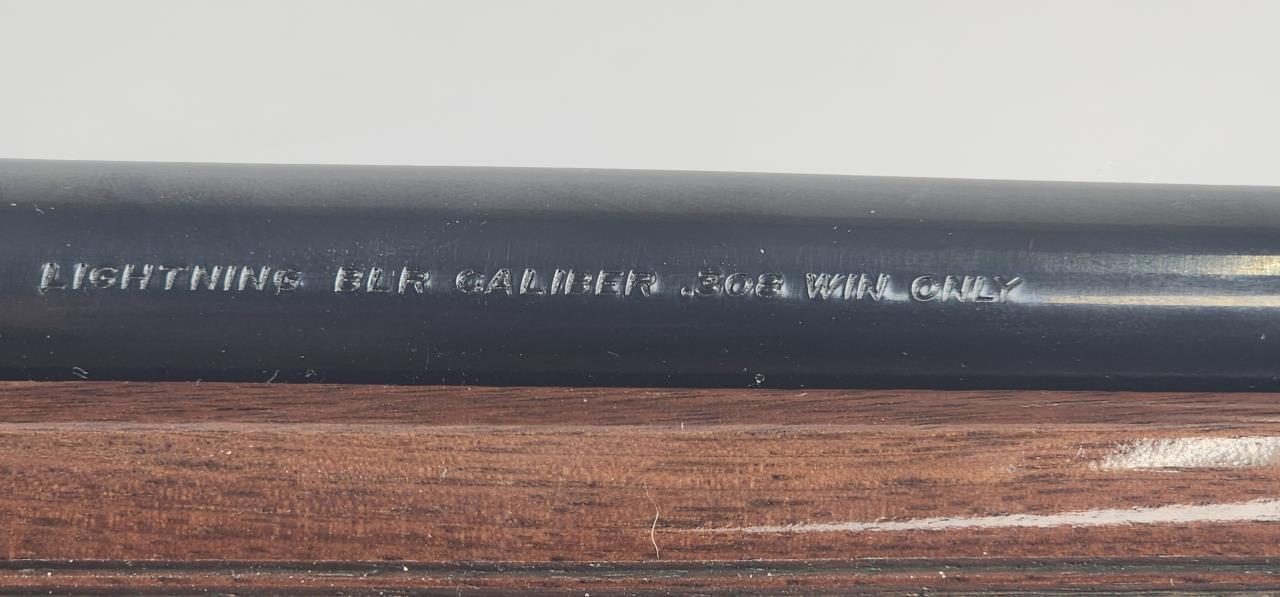 LIGHTNING BLR CALIBER .308 WIN ONLY